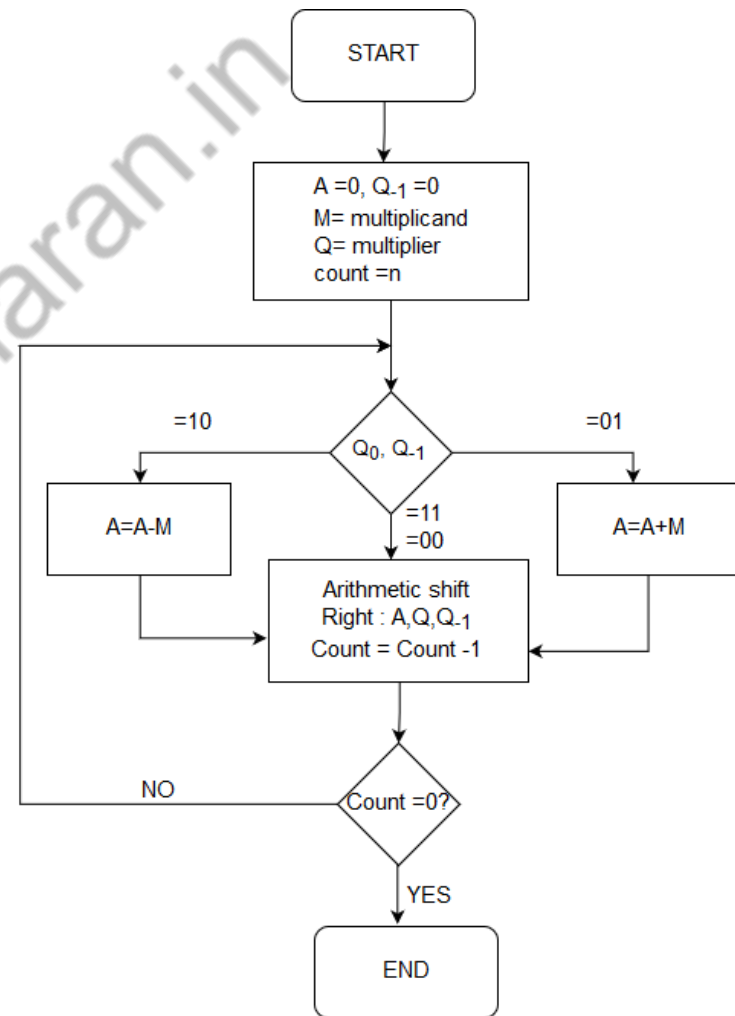 START
A =0, Q-1 =0
M= multiplicand
Q= multiplier
count =n
=10
=01
Q0, Q-1
A=A-M
=11
=00
A=A+M
Arithmetic shift
Right : A,Q,Q-1
Count = Count -1
NO
Count =0?
YES
END
aran.in